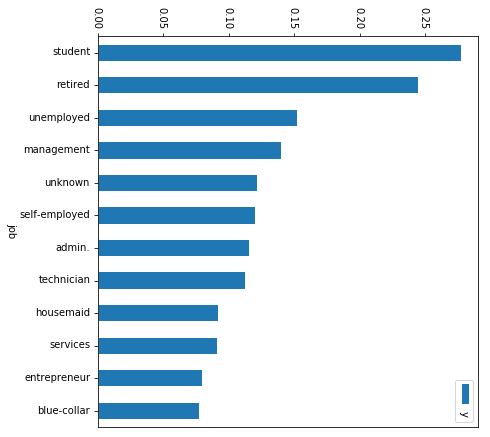 0.00 0.05 0.10 0.15 0.20 0.25
student
retired
unemployed
management
unknown
self-employed
admin.
technician
housemaid
services
entrepreneur
blue-collar
job
y